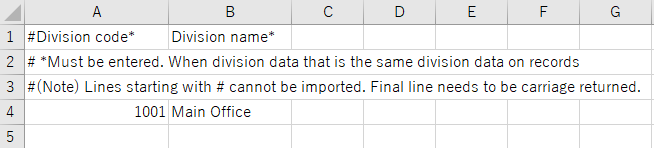 A B C D E F G
1 #Division code* Division name*
2 # *Must be entered. When division data that is the same division data on records
3 #(Note) Lines starting with # cannot be imported. Final line needs to be carriage returned.
4 1001 Main Office
5